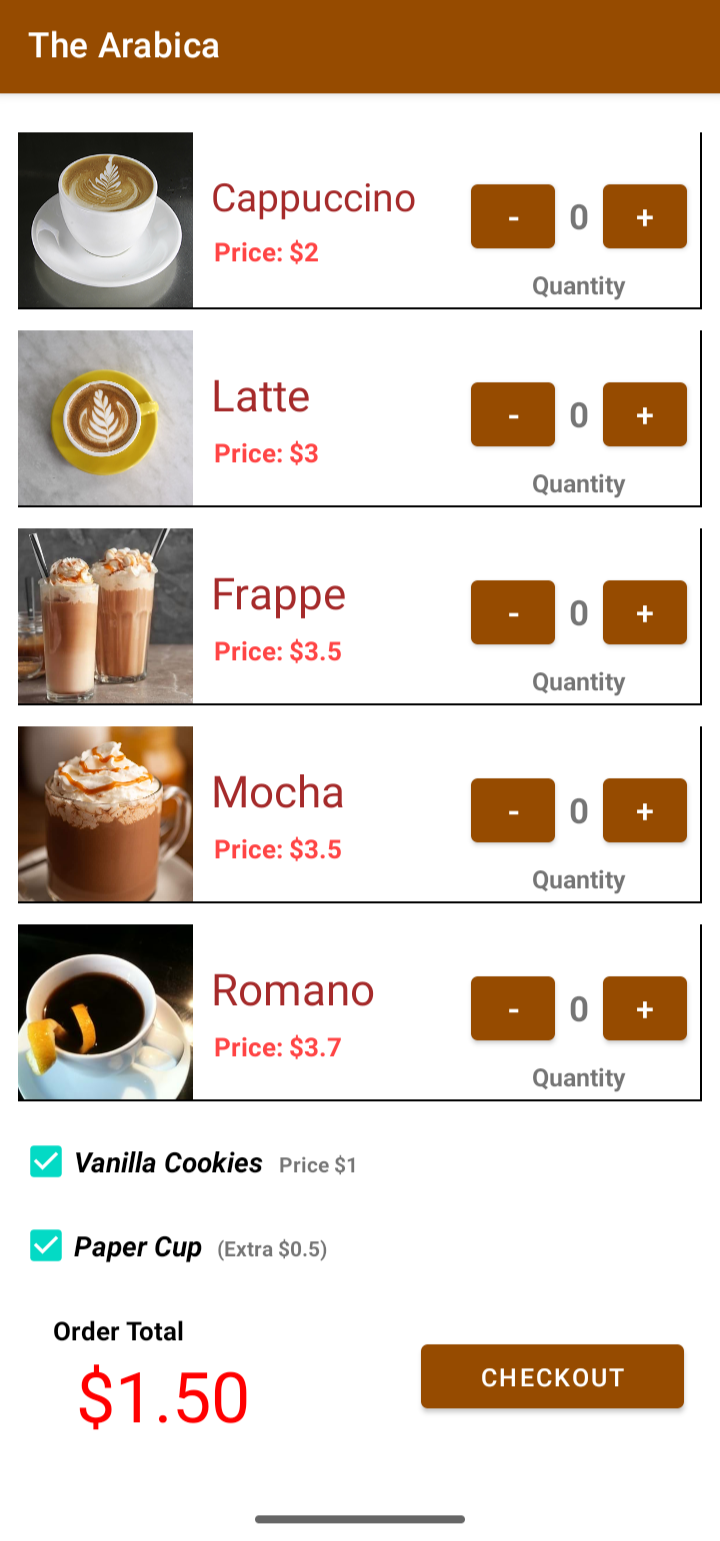 The Arabica
Cappuccino
Price: $2
- 0 +
Quantity
Latte
Price: $3
- 0 +
Quantity
Frappe
Price: $3.5
- 0 +
Quantity
Mocha
Price: $3.5
- 0 +
Quantity
Romano
Price: $3.7
- 0 +
Quantity
Vanilla Cookies Price $1
Paper Cup (Extra $0.5)
Order Total
$1.50
CHECKOUT